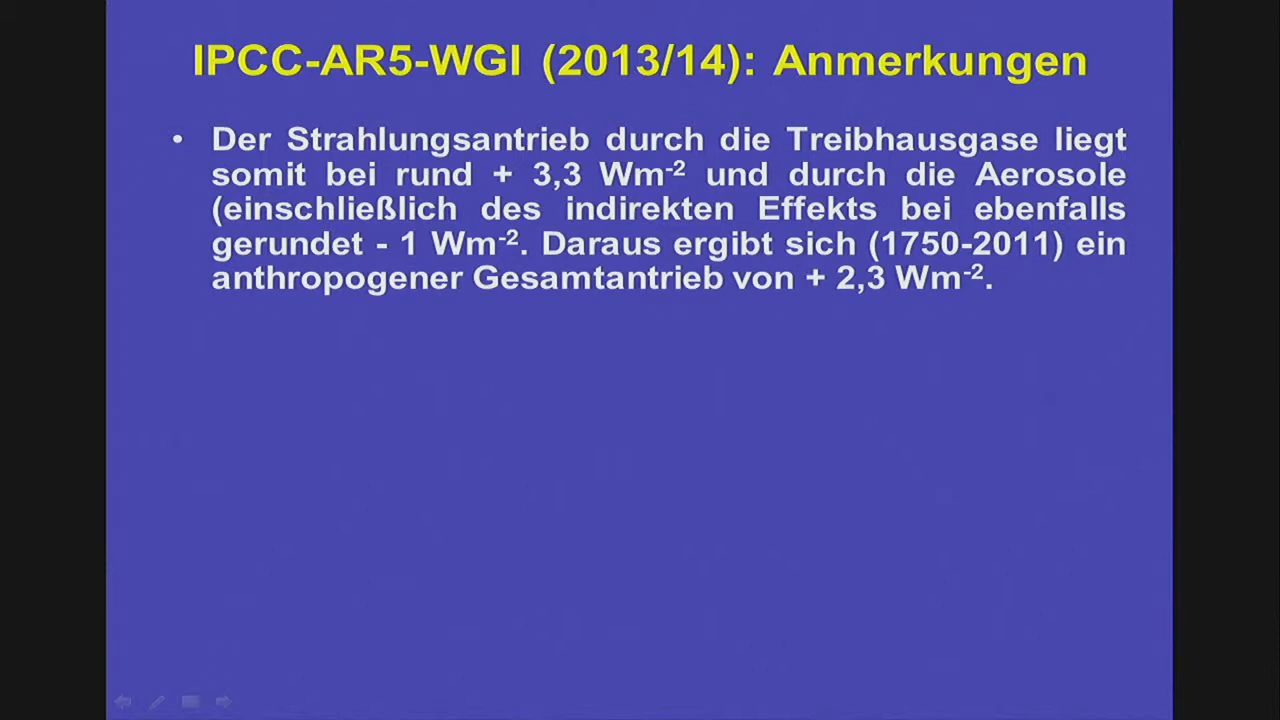 IPCC-AR5-WGI (2013/14): Anmerkungen
• Der Strahlungsantrieb durch die Treibhausgase liegt
somit bei rund + 3,3 Wm⁻² und durch die Aerosole
(einschließlich des indirekten Effekts bei ebenfalls
gerundet - 1 Wm⁻². Daraus ergibt sich (1750-2011) ein
anthropogener Gesamtantrieb von + 2,3 Wm⁻².